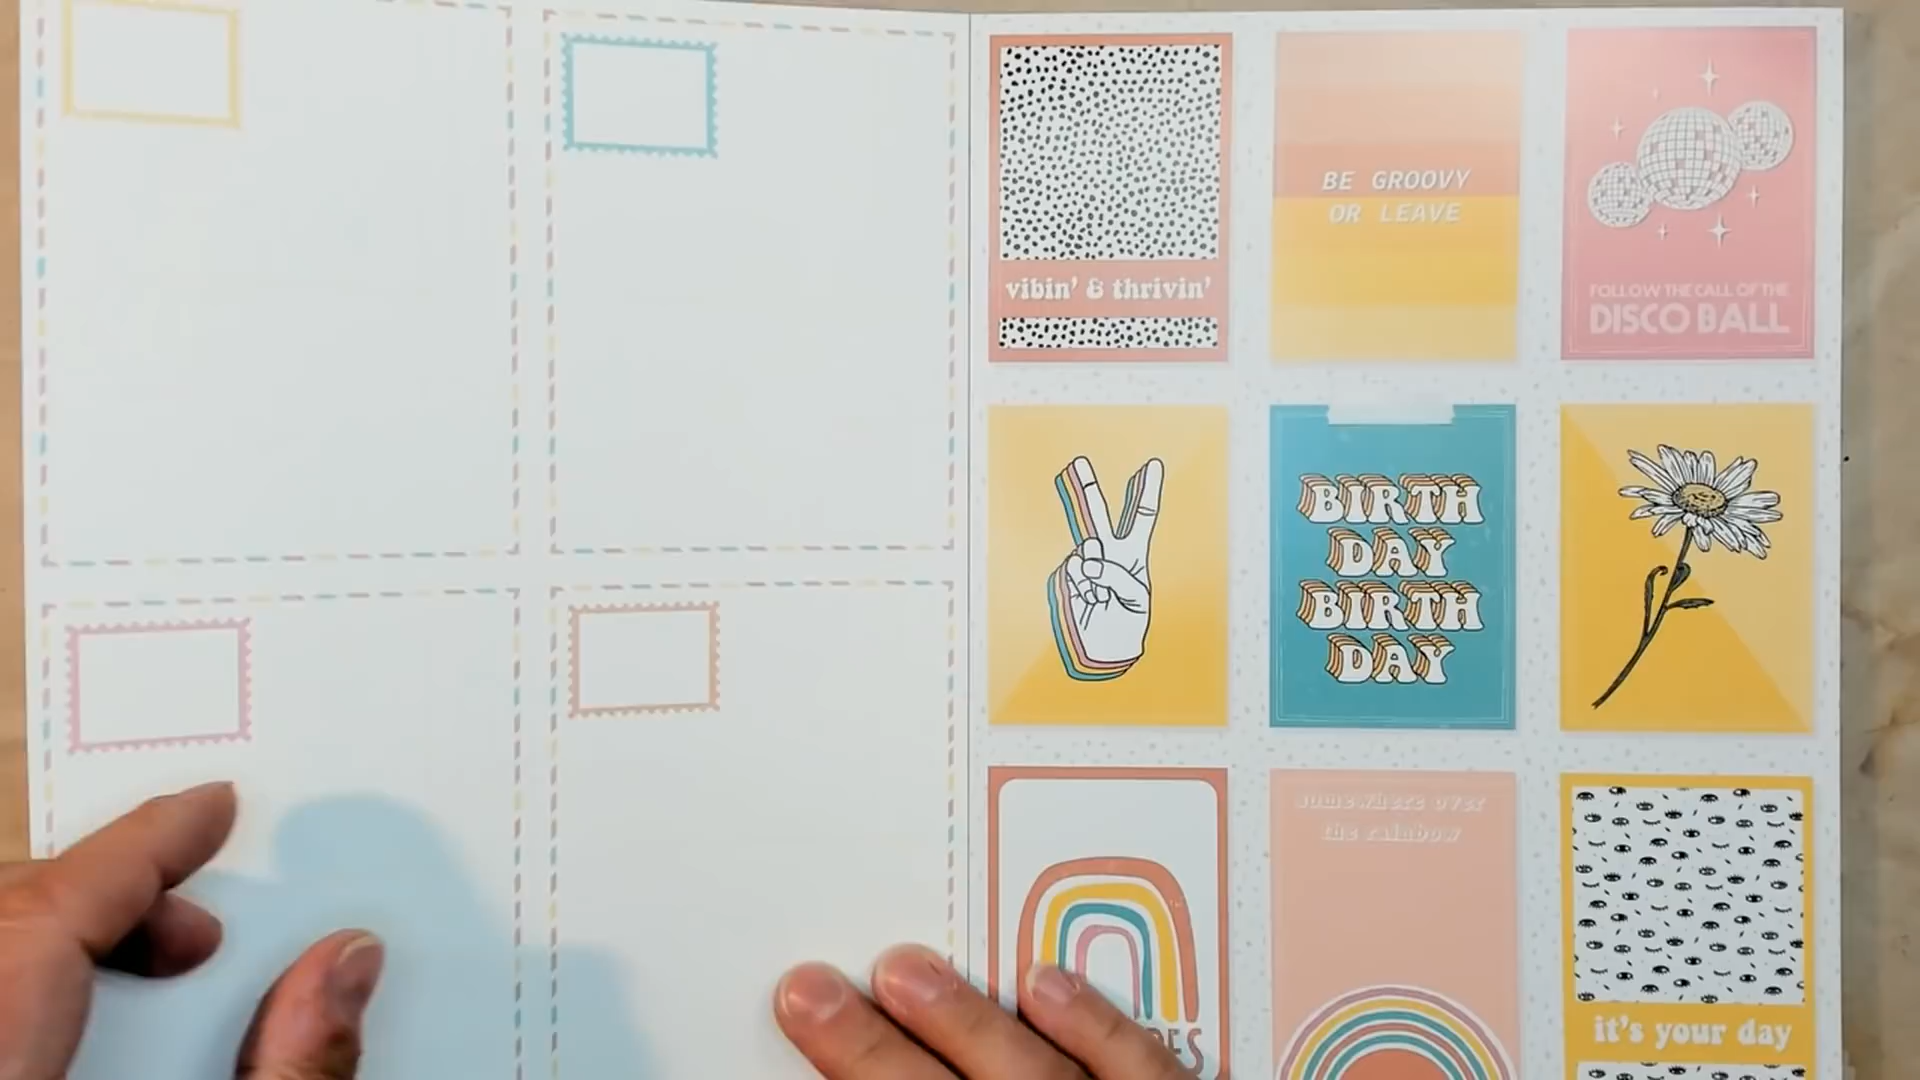 vibin' & thrivin'
BE GROOVY
OR LEAVE
FOLLOW THE CALL OF THE
DISCO BALL
BIRTH
DAY
BIRTH
DAY
somewhere over
the rainbow
it's your day